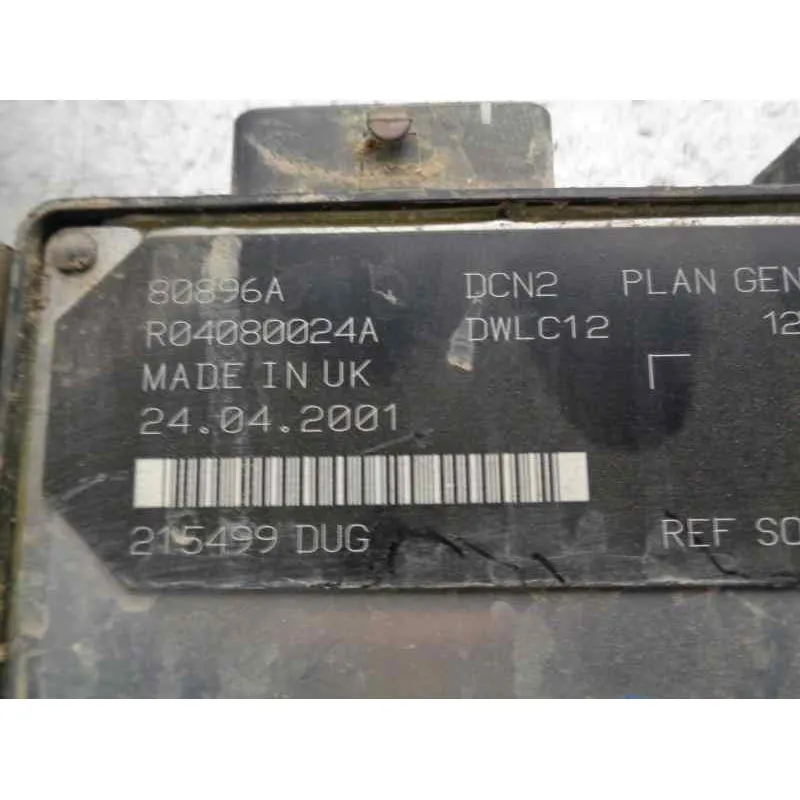 80896A DCN2 PLAN GEN
R04080024A DWLC12 12
MADE IN UK
24.04.2001
215499 DUG REF SO